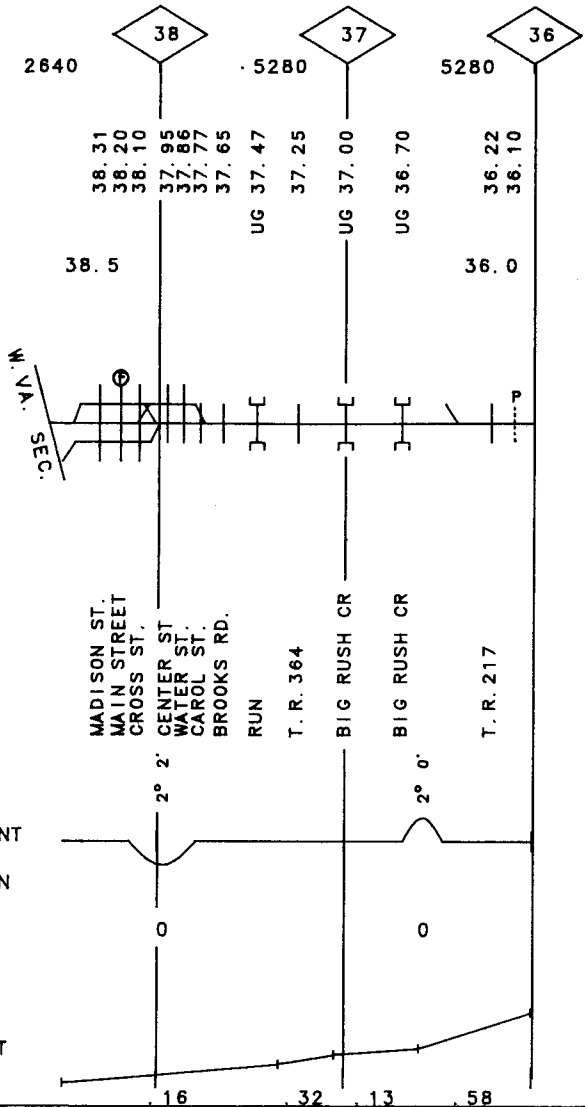 38 37 36
2640 5280 5280
38.31
38.20
38.10
37.95
37.86
37.77
37.65
UG 37.47
37.25
UG 37.00
UG 36.70
36.22
36.10
38.5 36.0
W. VA. SEC.
P
MADISON ST.
MAIN STREET
CROSS ST.
CENTER ST
WATER ST.
CAROL ST.
BROOKS RD.
RUN
T. R. 364
BIG RUSH CR
BIG RUSH CR
T. R. 217
2° 2' 2° 0'
NT
N
0 0
T
.16 .32 .13 .58